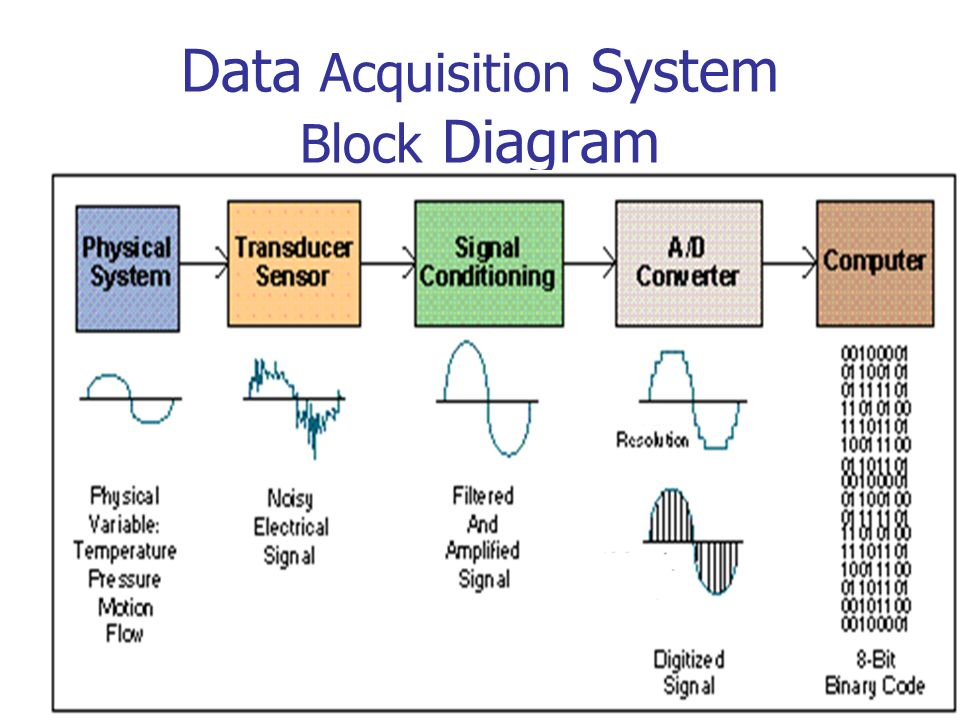 Data Acquisition System
Block Diagram
Physical
System
Transducer
Sensor
Signal
Conditioning
A/D
Converter
Computer
Physical
Variable:
Temperature
Pressure
Motion
Flow
Noisy
Electrical
Signal
Filtered
And
Amplified
Signal
Resolution
Digitized
Signal
00100001
01100101
01111101
11010100
11101101
10011100
01101101
00100001
01100100
01111101
11010100
11101101
10011100
01101101
00101100
00100001
8-Bit
Binary Code